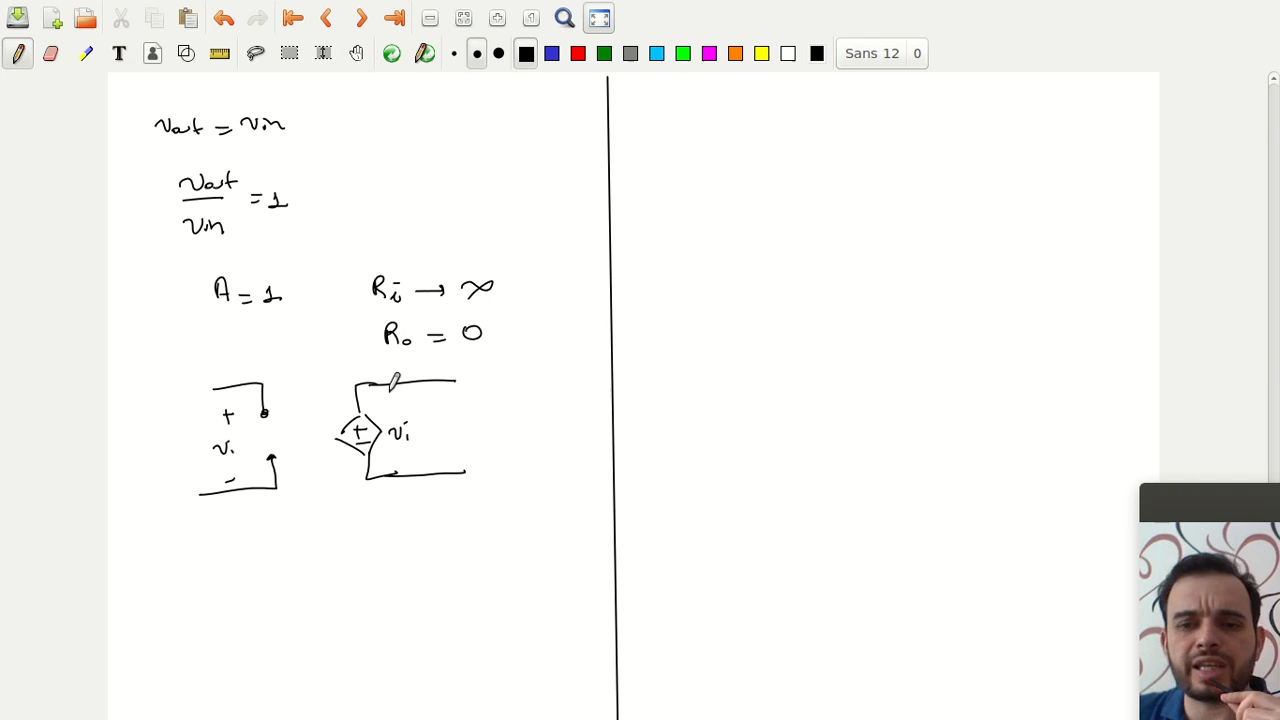 T Sans 12 0
Vout = Vin
Vout
Vin
= 1
A = 1
Ri → ∞
Ro = 0
+
Vi
-
+
-
Vi